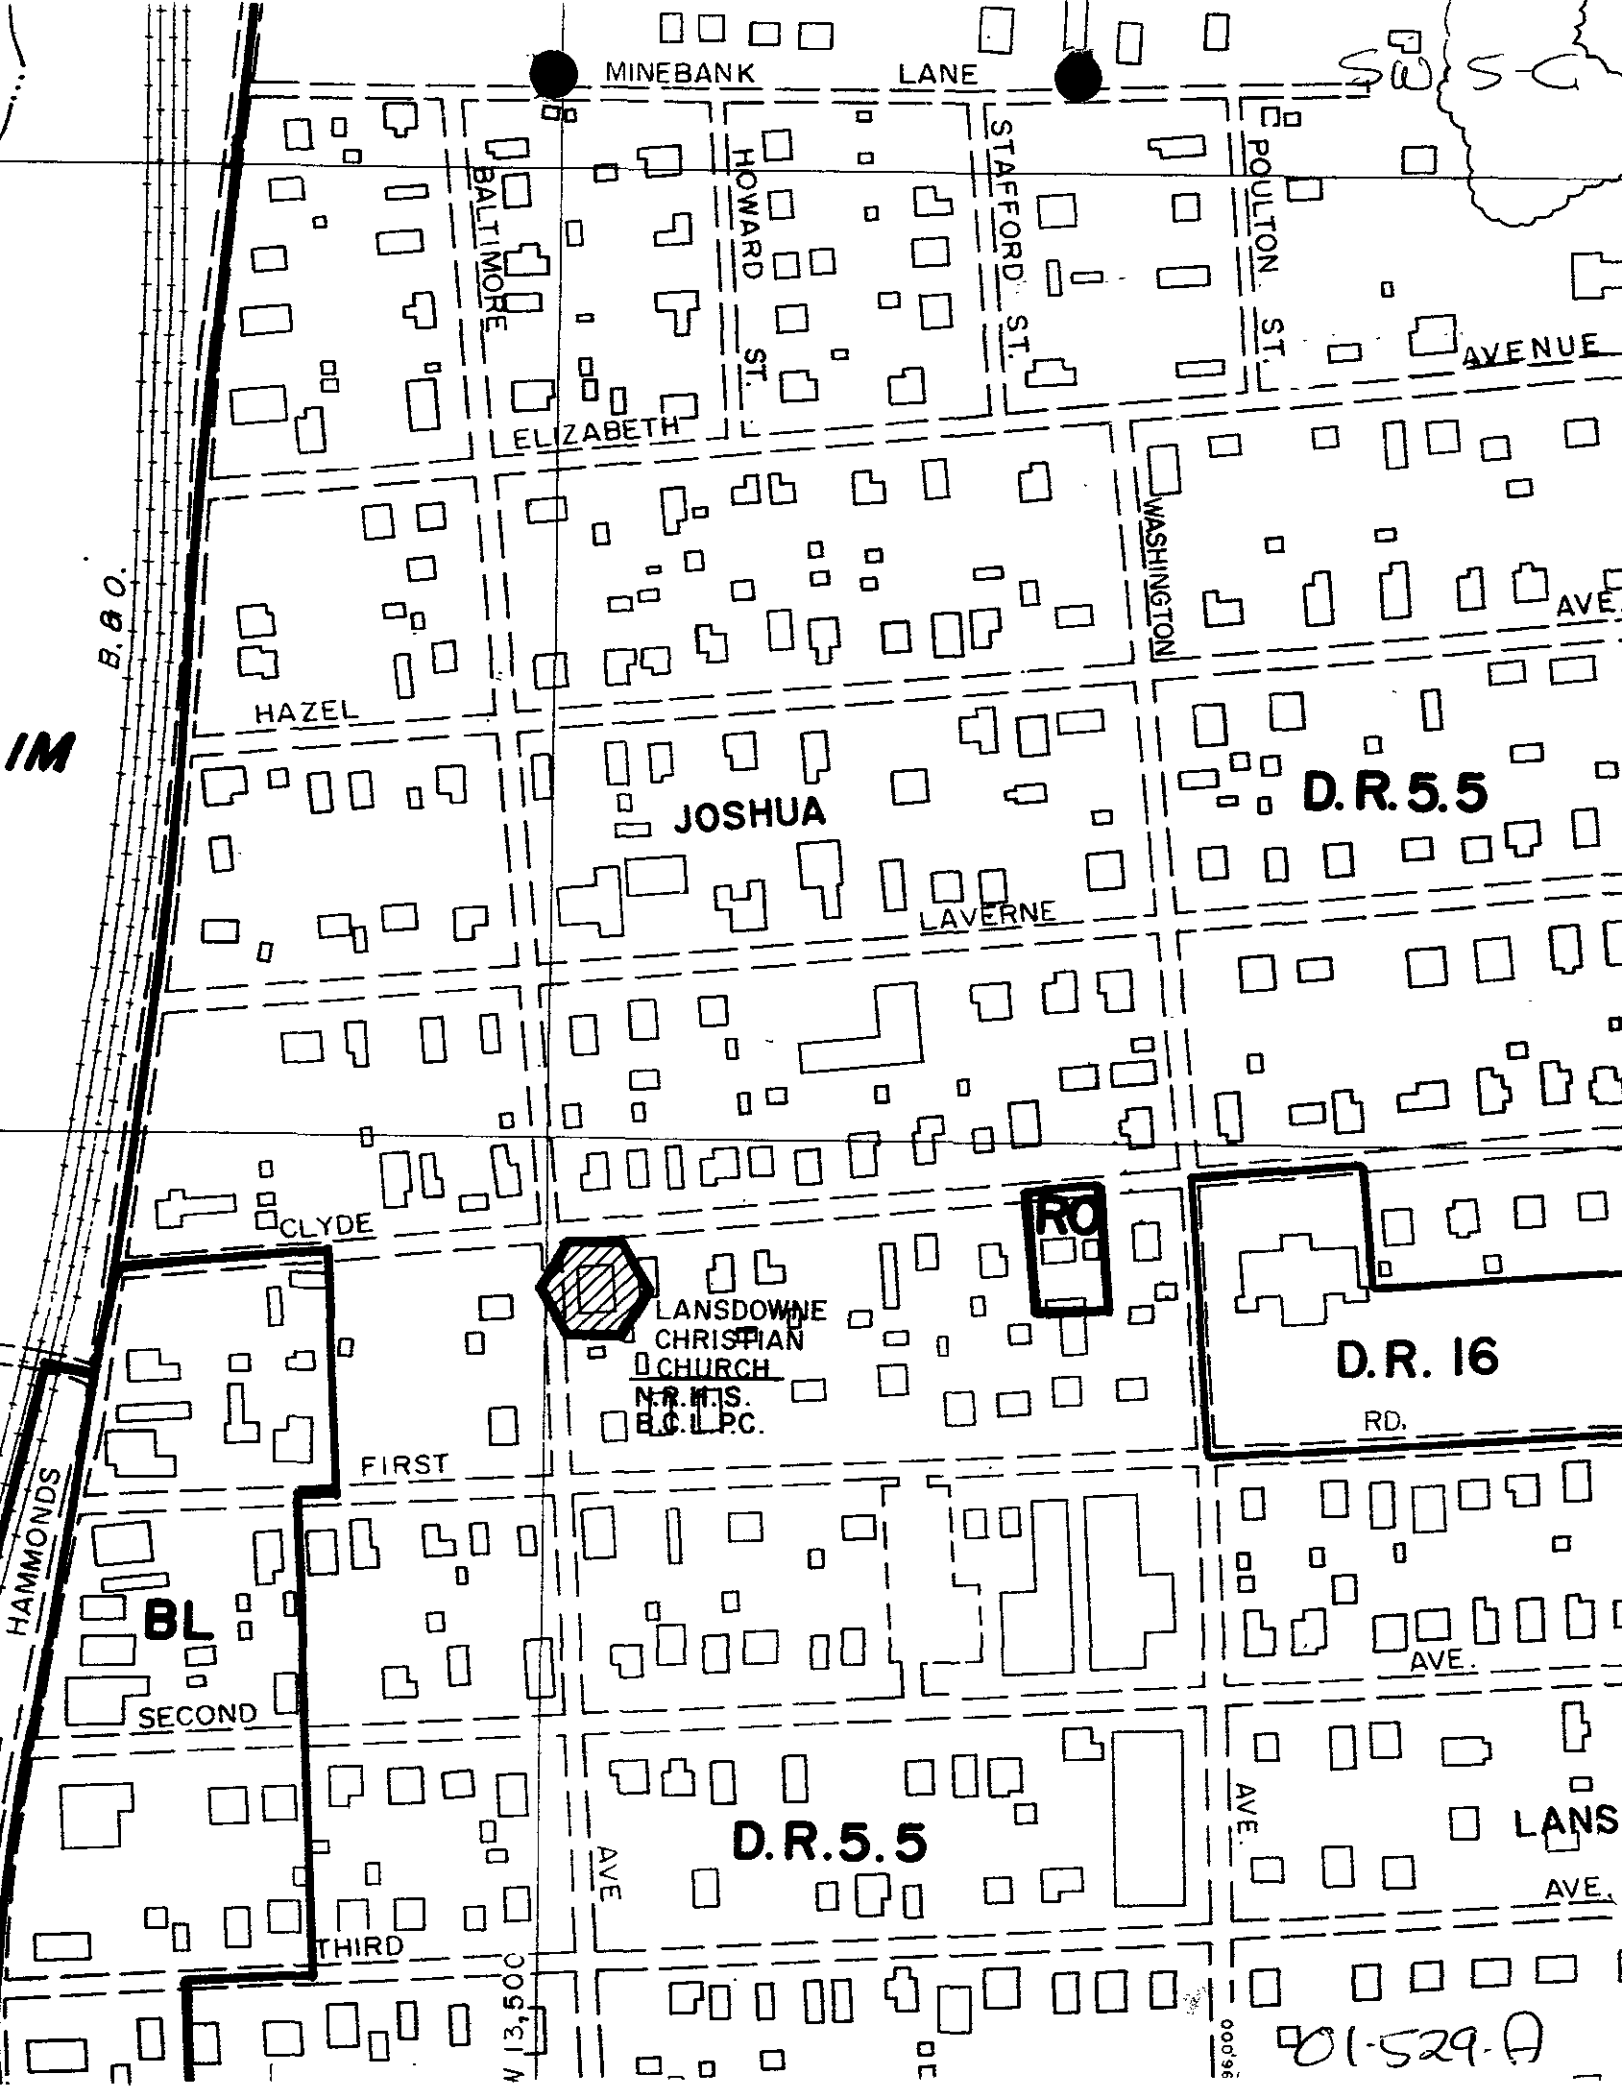 MINEBANK LANE
SW 5-C
BALTIMORE
HOWARD ST.
STAFFORD ST.
POULTON ST.
AVENUE
ELIZABETH
WASHINGTON
B. & O.
AVE.
HAZEL
IM
JOSHUA
D.R.5.5
LAVERNE
RO
CLYDE
LANSDOWNE
CHRISTIAN
CHURCH
N.R.H.S.
B.C.L.P.C.
D.R. 16
RD.
FIRST
HAMMONDS
BL
AVE.
SECOND
AVE.
D.R.5.5
LANS
AVE
AVE.
THIRD
W 13,500
01-529-A